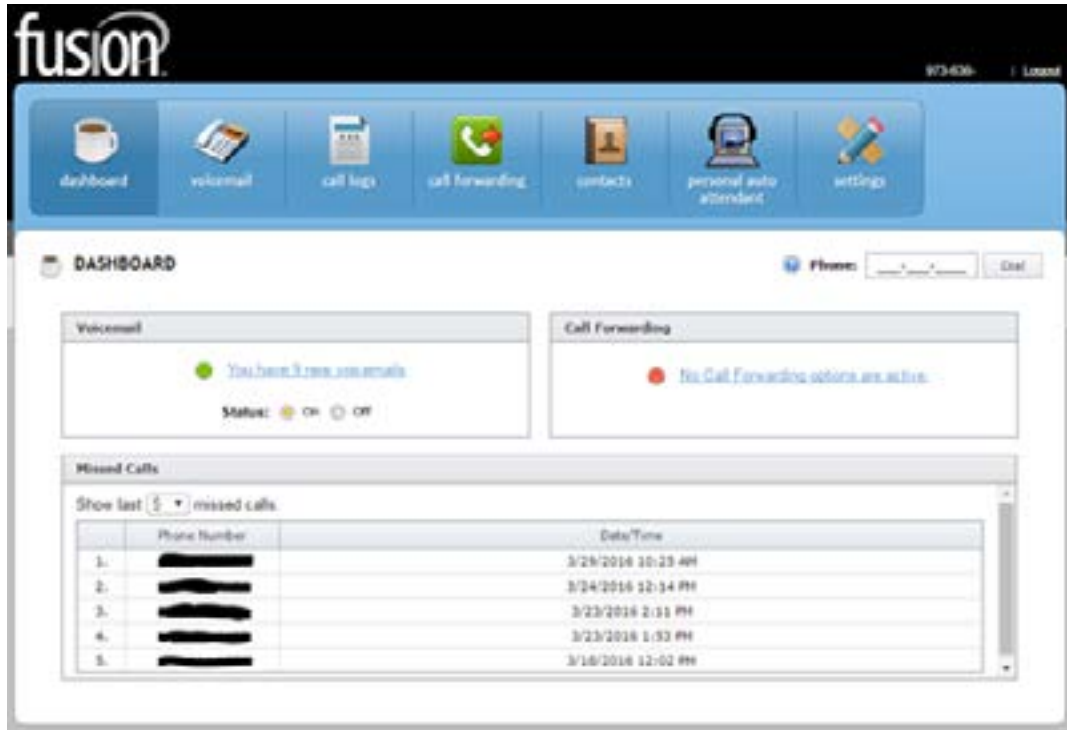 fusion
973-636- | Logout
dashboard voicemail call logs call forwarding contacts personal auto attendant settings
DASHBOARD
Phone: ___-___-____ Dial
Voicemail
Call Forwarding
You have 9 new voicemails.
No Call Forwarding options are active.
Status: On Off
Missed Calls
Show last 5 missed calls.
Phone Number Date/Time
1. 3/29/2016 10:25 AM
2. 3/24/2016 12:14 PM
3. 3/23/2016 2:11 PM
4. 3/23/2016 1:53 PM
5. 3/18/2016 12:02 PM